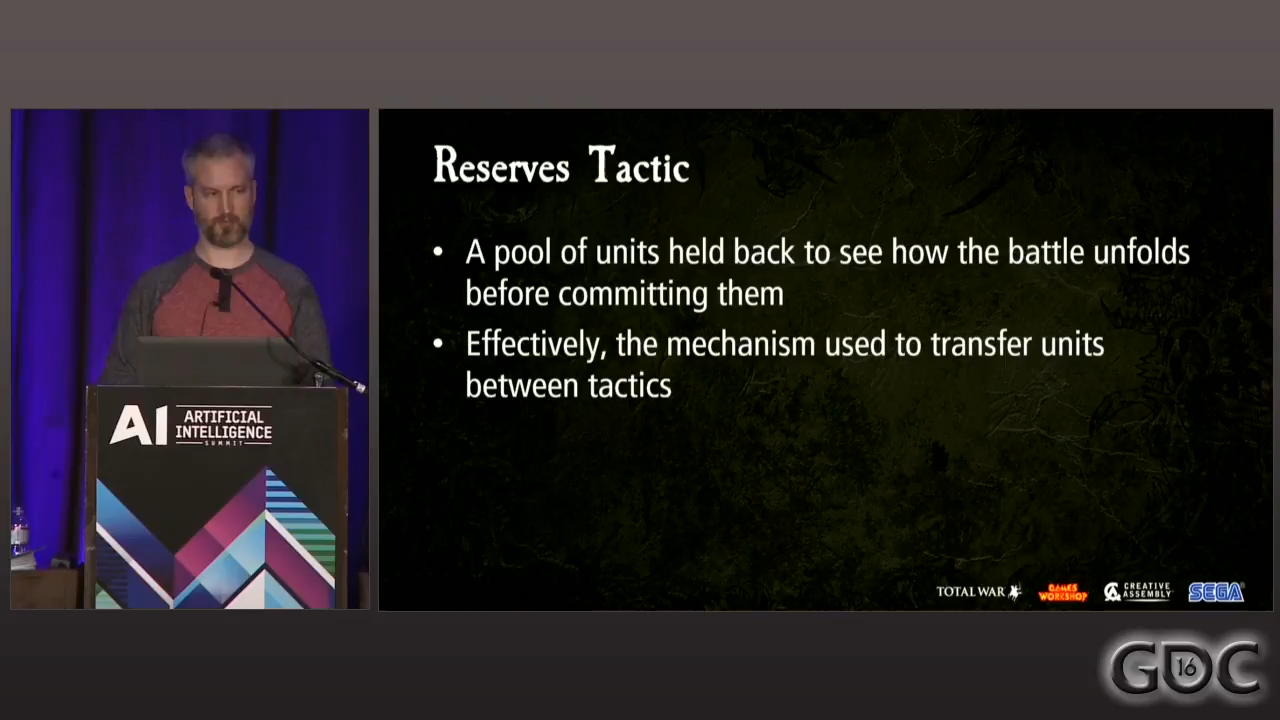 Reserves Tactic
• A pool of units held back to see how the battle unfolds
before committing them
• Effectively, the mechanism used to transfer units
between tactics
AI ARTIFICIAL
INTELLIGENCE
SUMMIT
TOTAL WAR
GAMES
WORKSHOP
CREATIVE
ASSEMBLY
SEGA
GDC
16